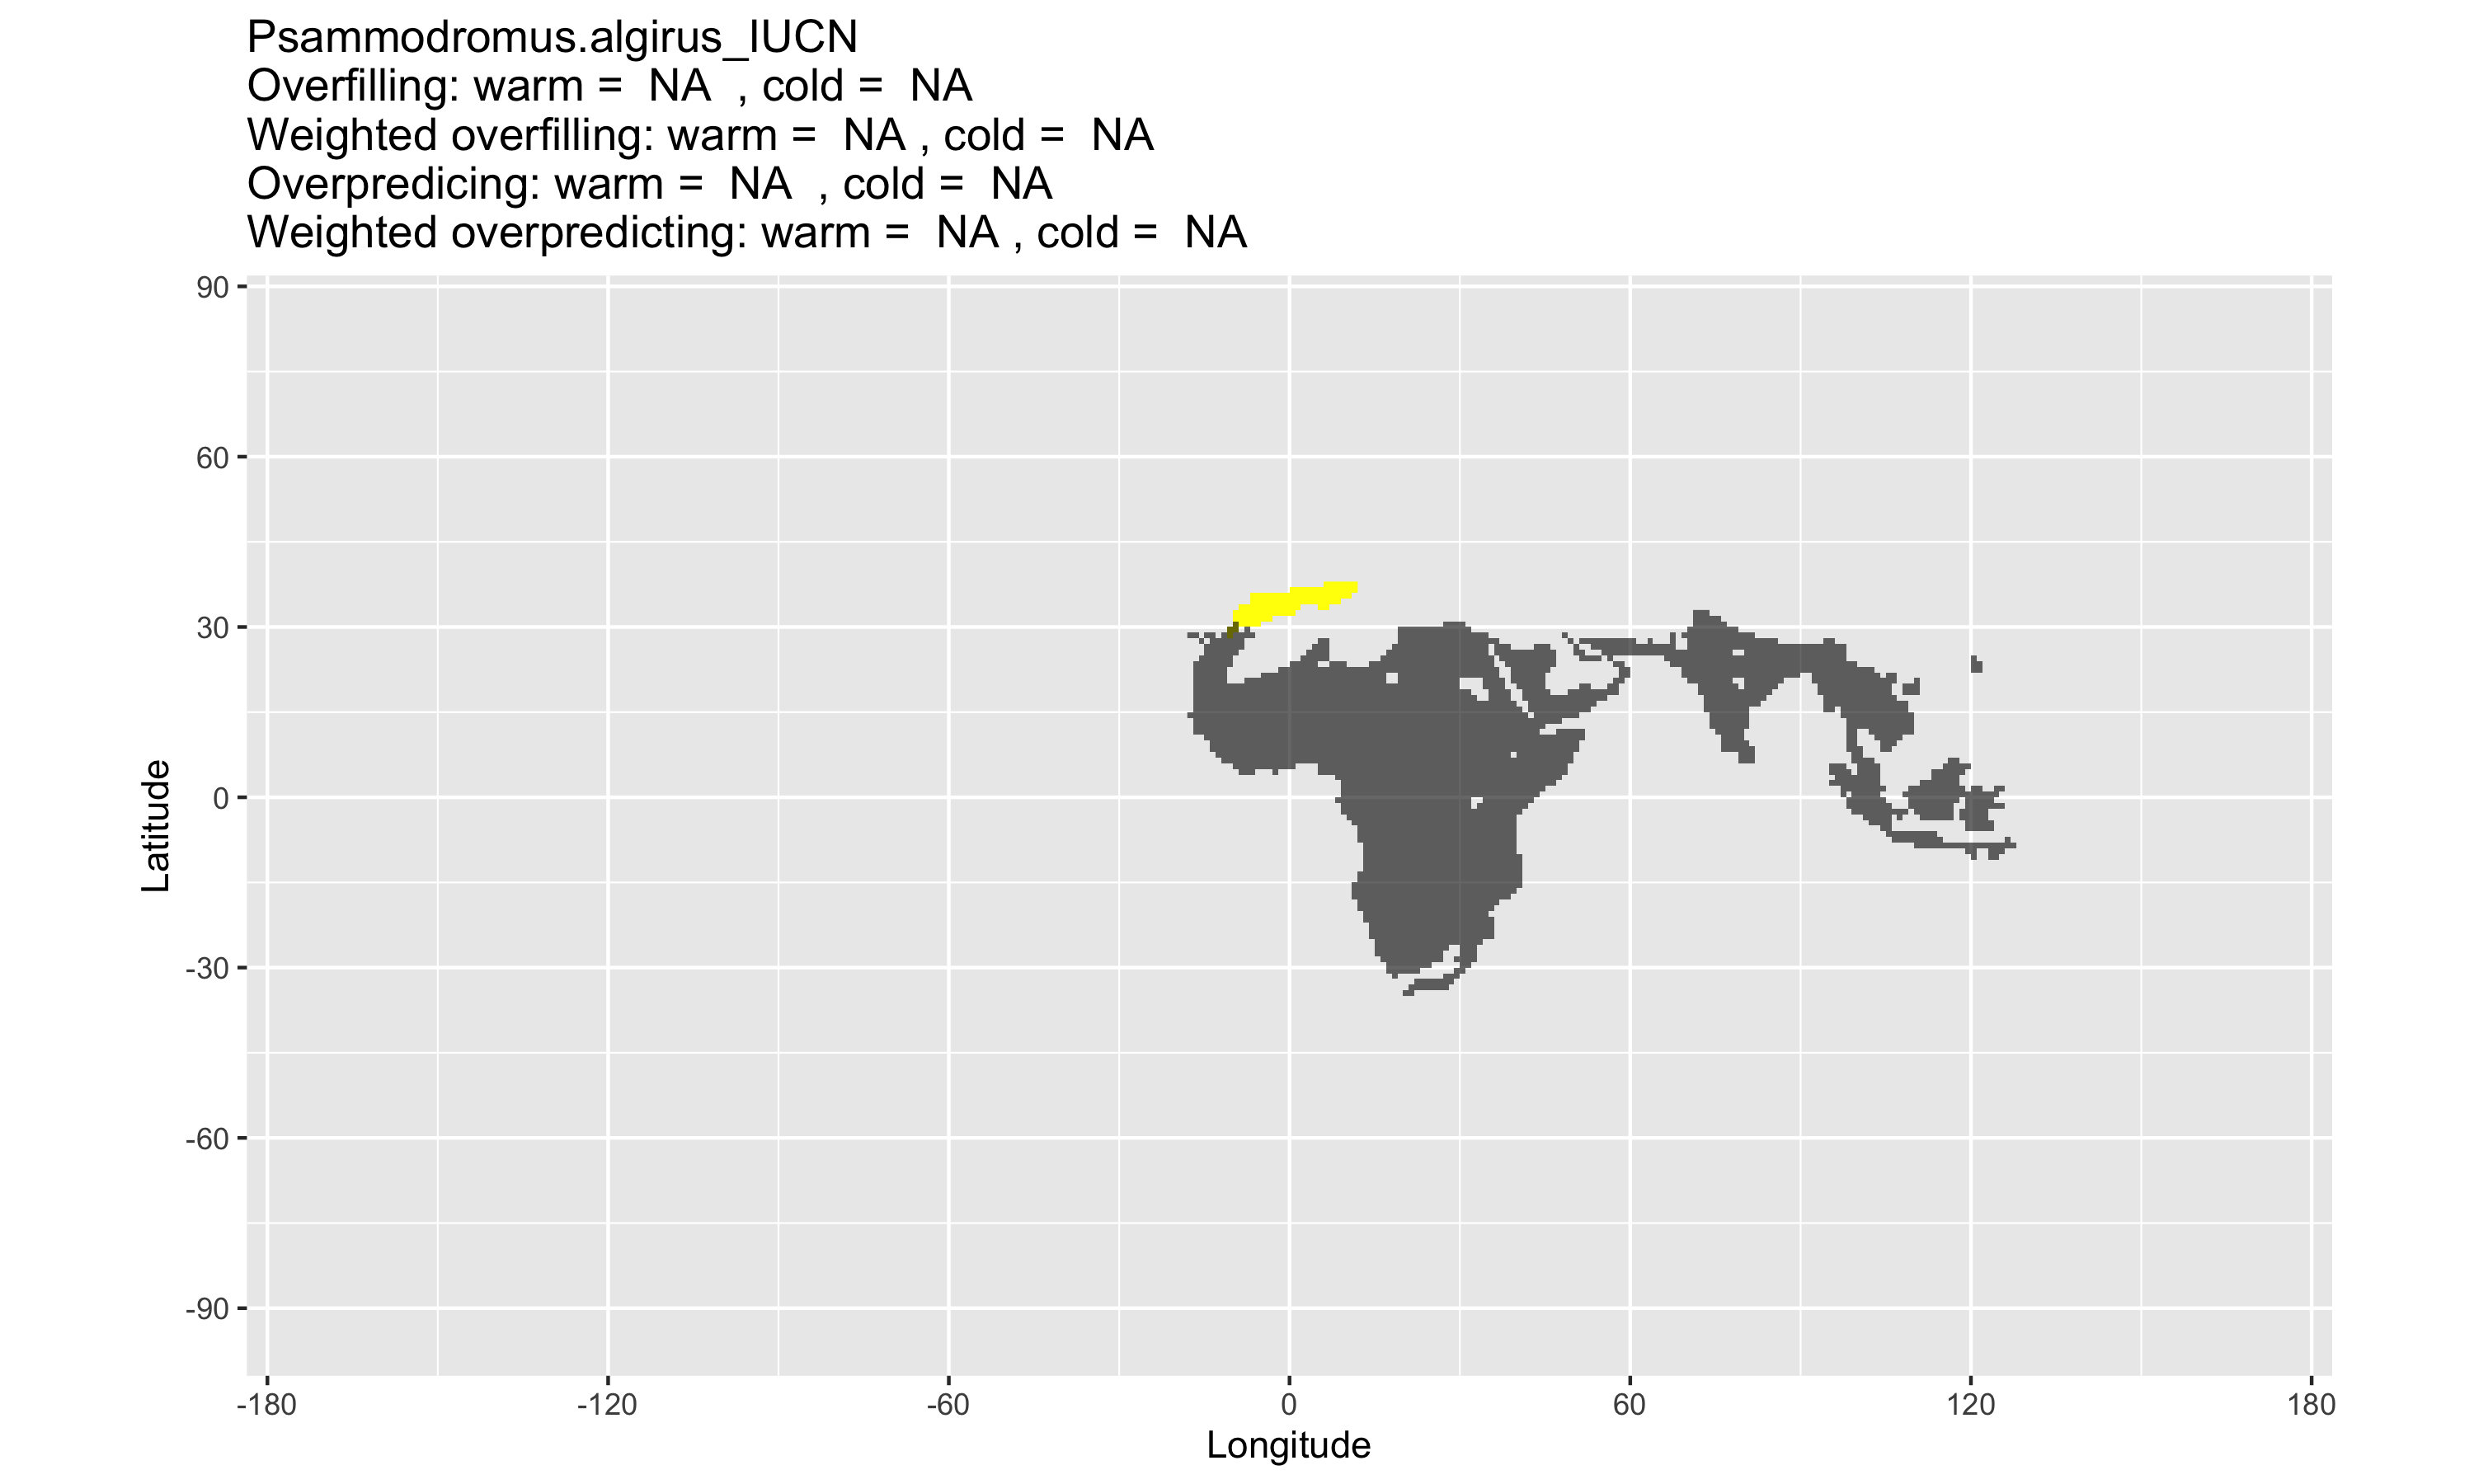 Psammodromus.algirus_IUCN
Overfilling: warm =  NA  , cold =  NA
Weighted overfilling: warm =  NA , cold =  NA
Overpredicing: warm =  NA  , cold =  NA
Weighted overpredicting: warm =  NA , cold =  NA
90
60
30
0
-30
-60
-90
Latitude
-180 -120 -60 0 60 120 180
Longitude